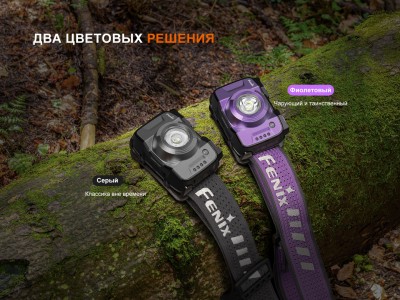 ДВА ЦВЕТОВЫХ РЕШЕНИЯ
Фиолетовый
Чарующий и таинственный
Серый
Классика вне времени
FENIX
FENIX